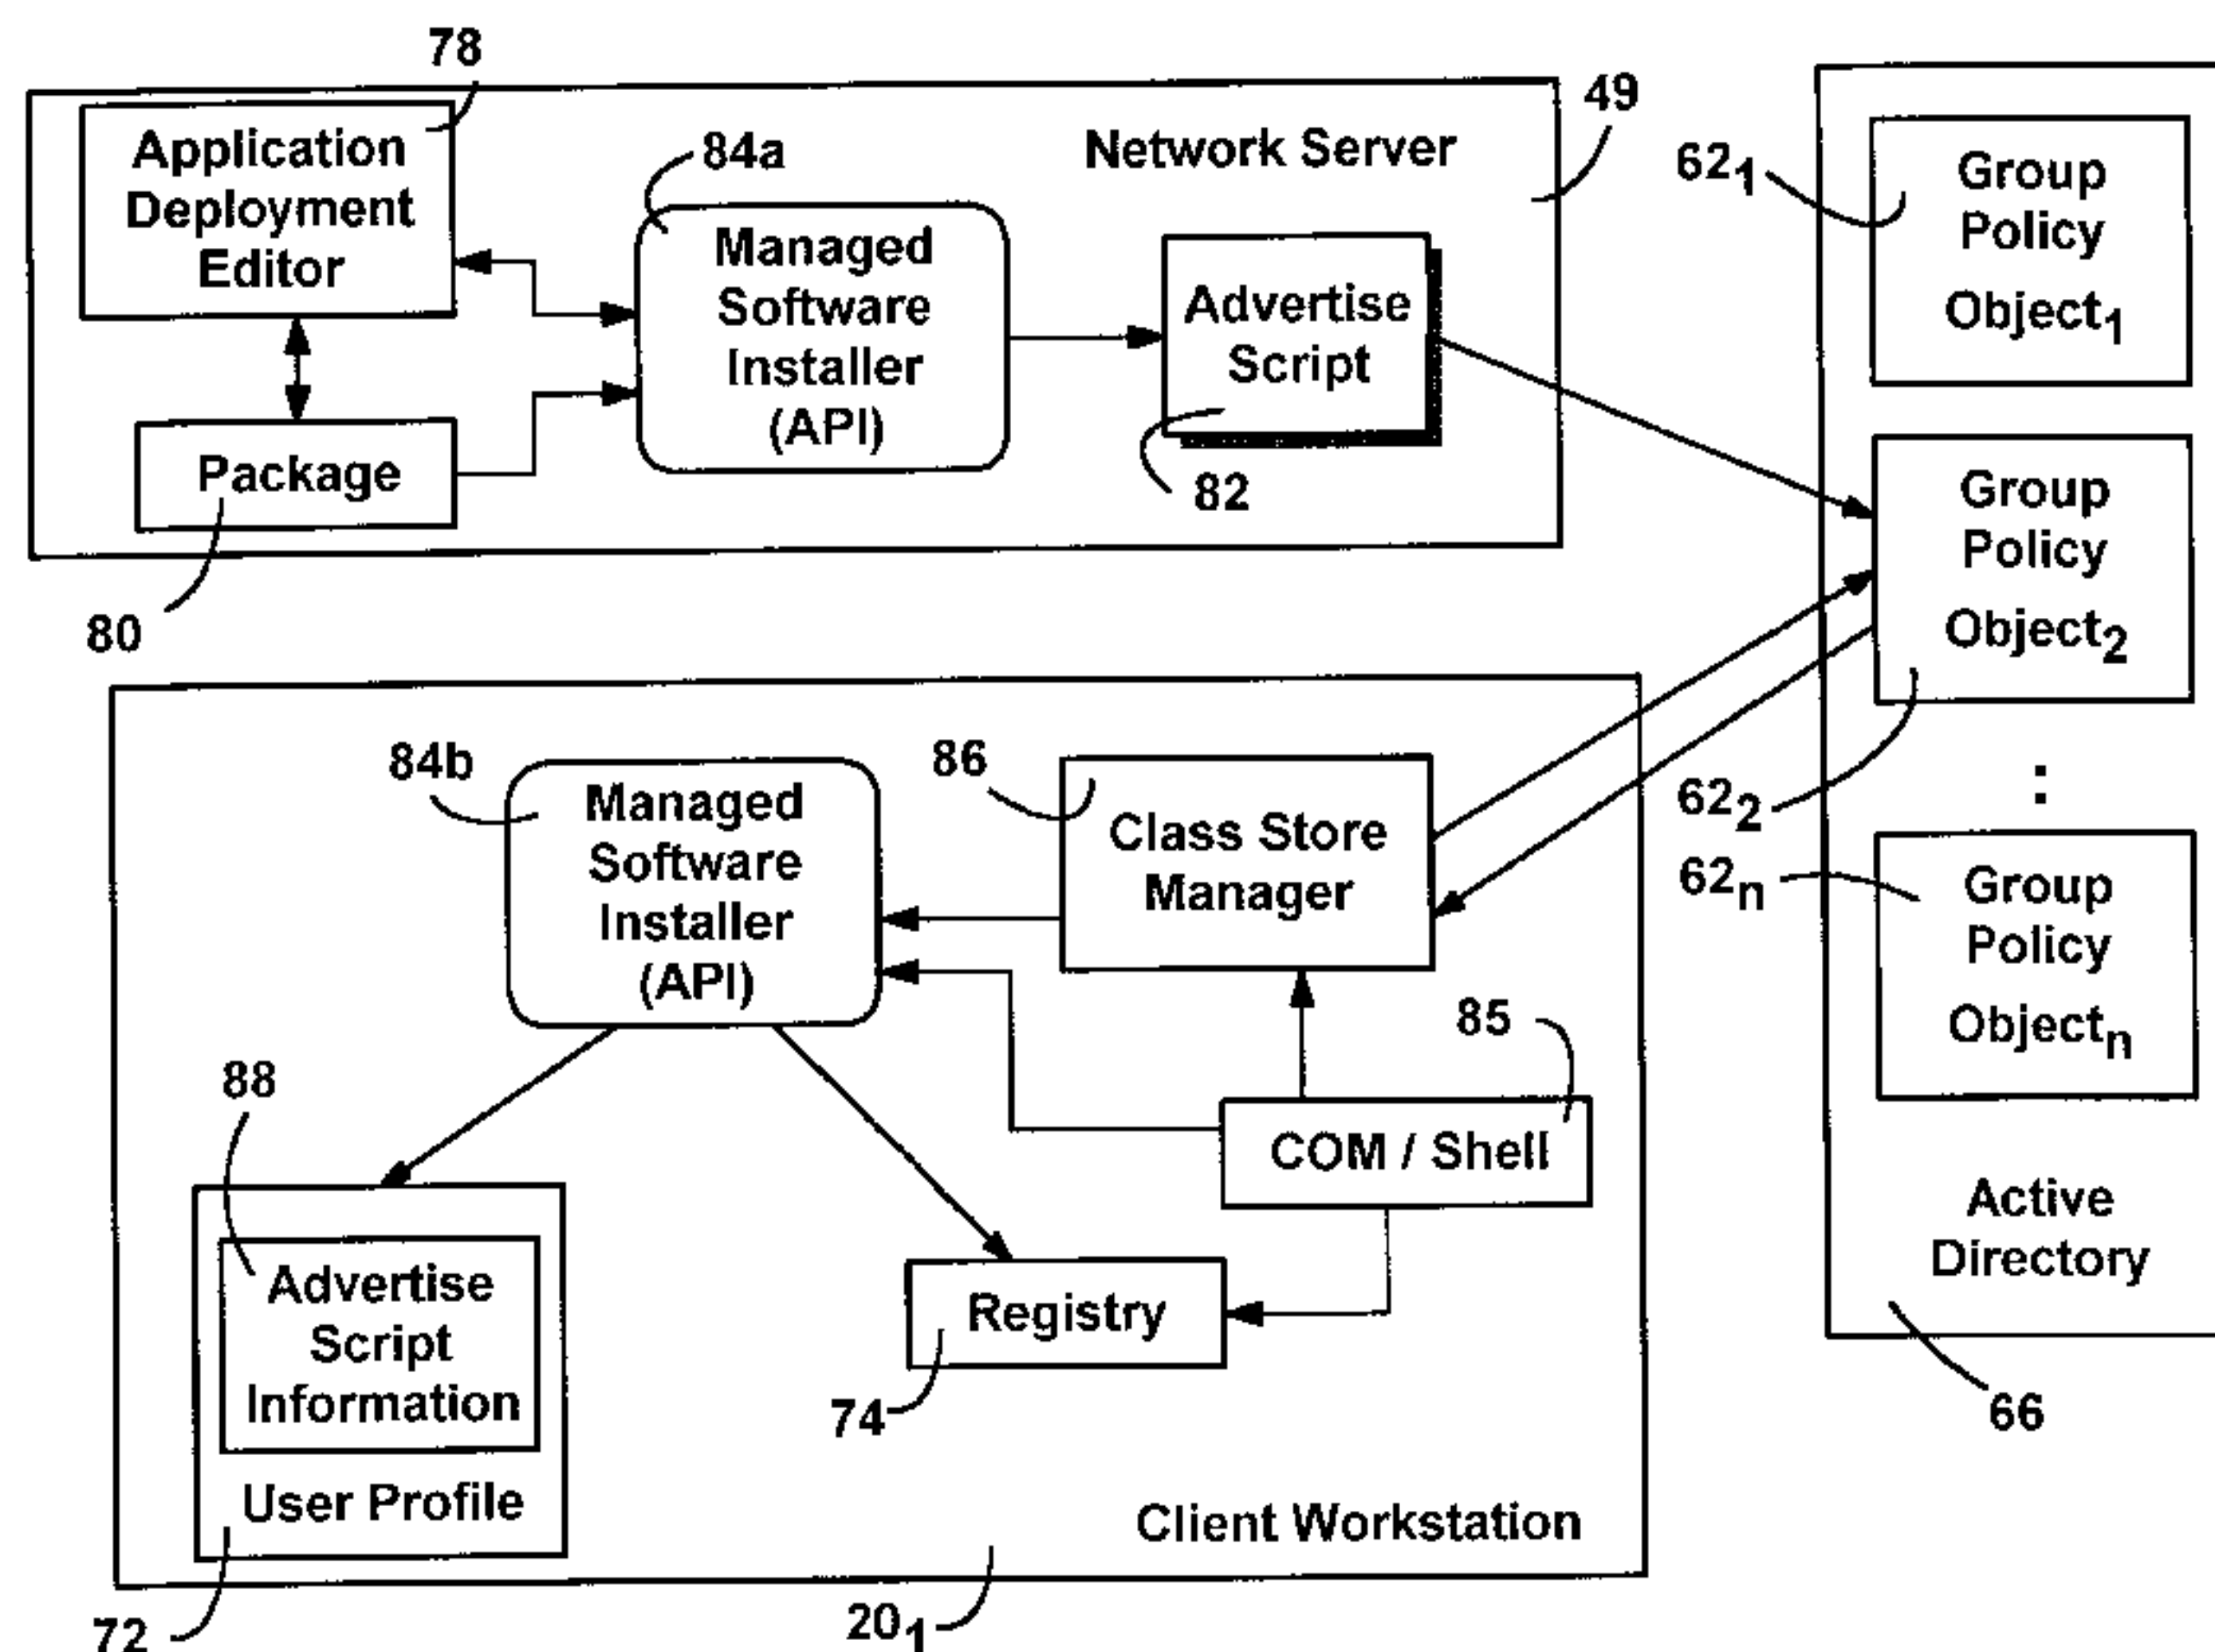 78
Application
Deployment
Editor
84a
Managed
Software
Installer
(API)
Network Server
49
Advertise
Script
82
Package
80
62₁
Group
Policy
Object₁
Group
Policy
Object₂
62₂
:
62ₙ
Group
Policy
Objectₙ
Active
Directory
66
84b
Managed
Software
Installer
(API)
86
Class Store
Manager
85
COM / Shell
88
Advertise
Script
Information
User Profile
72
Registry
74
Client Workstation
20₁